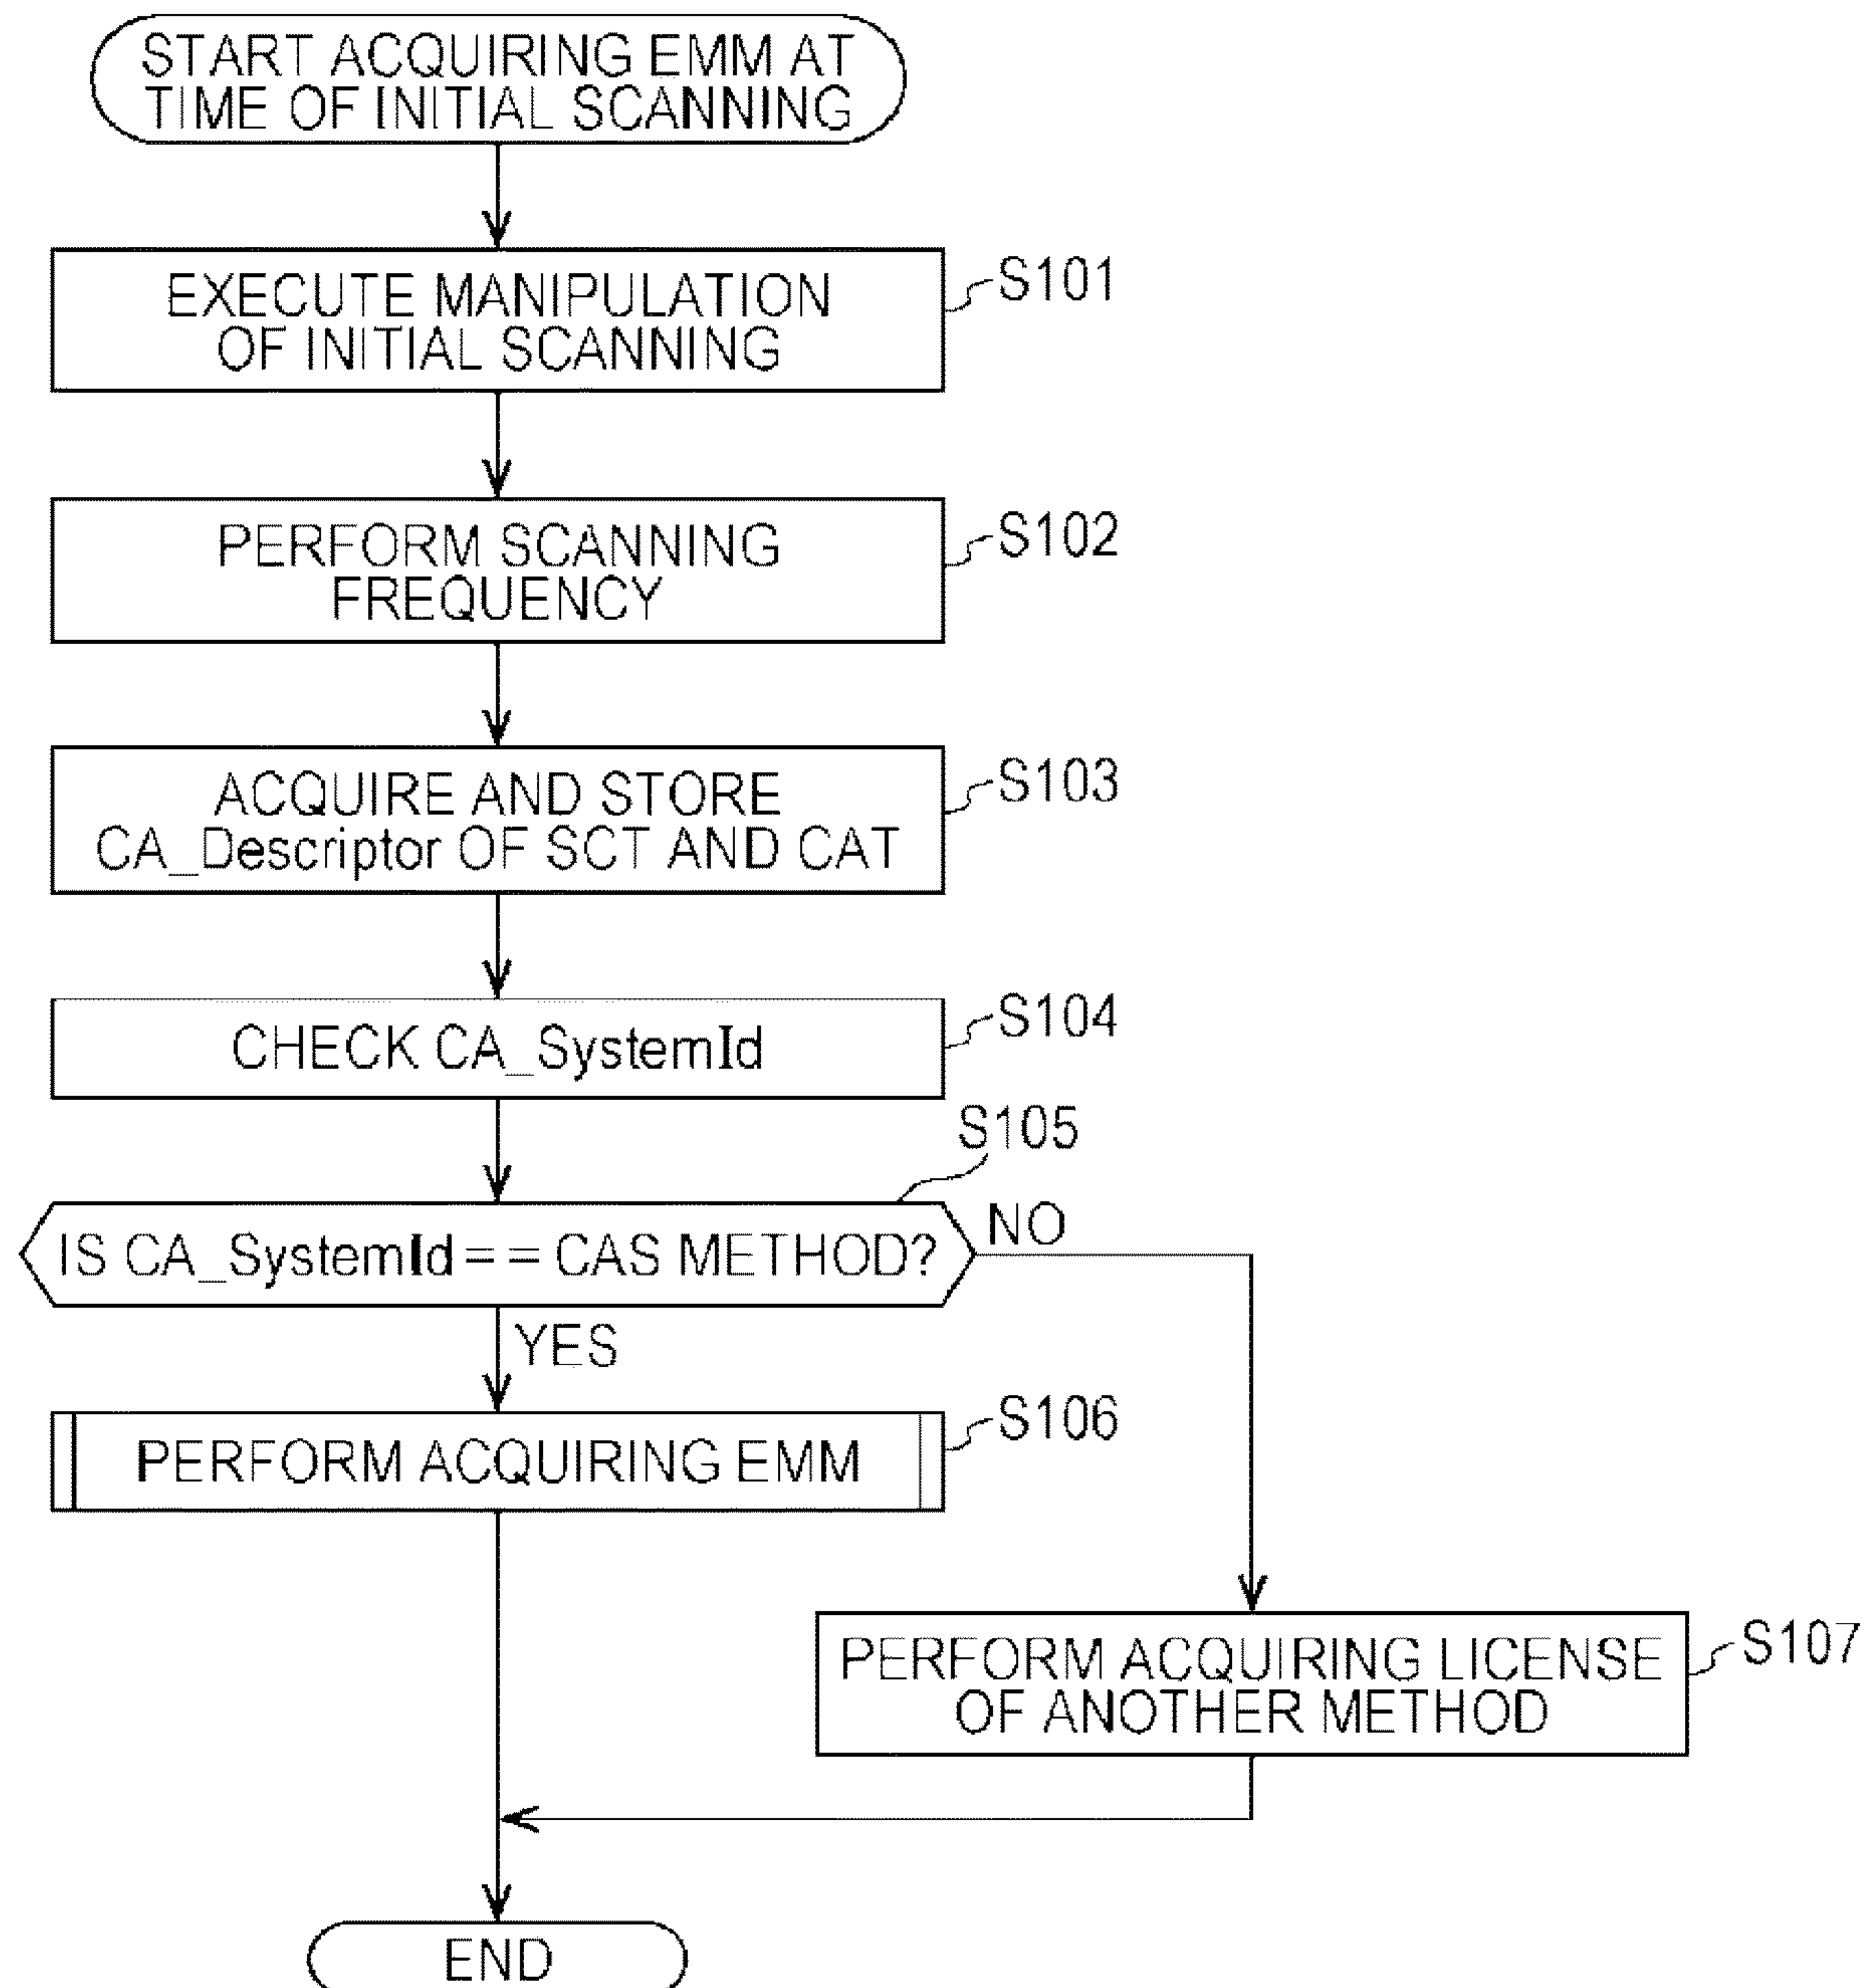 START ACQUIRING EMM AT
TIME OF INITIAL SCANNING
EXECUTE MANIPULATION
OF INITIAL SCANNING
S101
PERFORM SCANNING
FREQUENCY
S102
ACQUIRE AND STORE
CA_Descriptor OF SCT AND CAT
S103
CHECK CA_SystemId
S104
S105
IS CA_SystemId == CAS METHOD?
NO
YES
PERFORM ACQUIRING EMM
S106
PERFORM ACQUIRING LICENSE
OF ANOTHER METHOD
S107
END